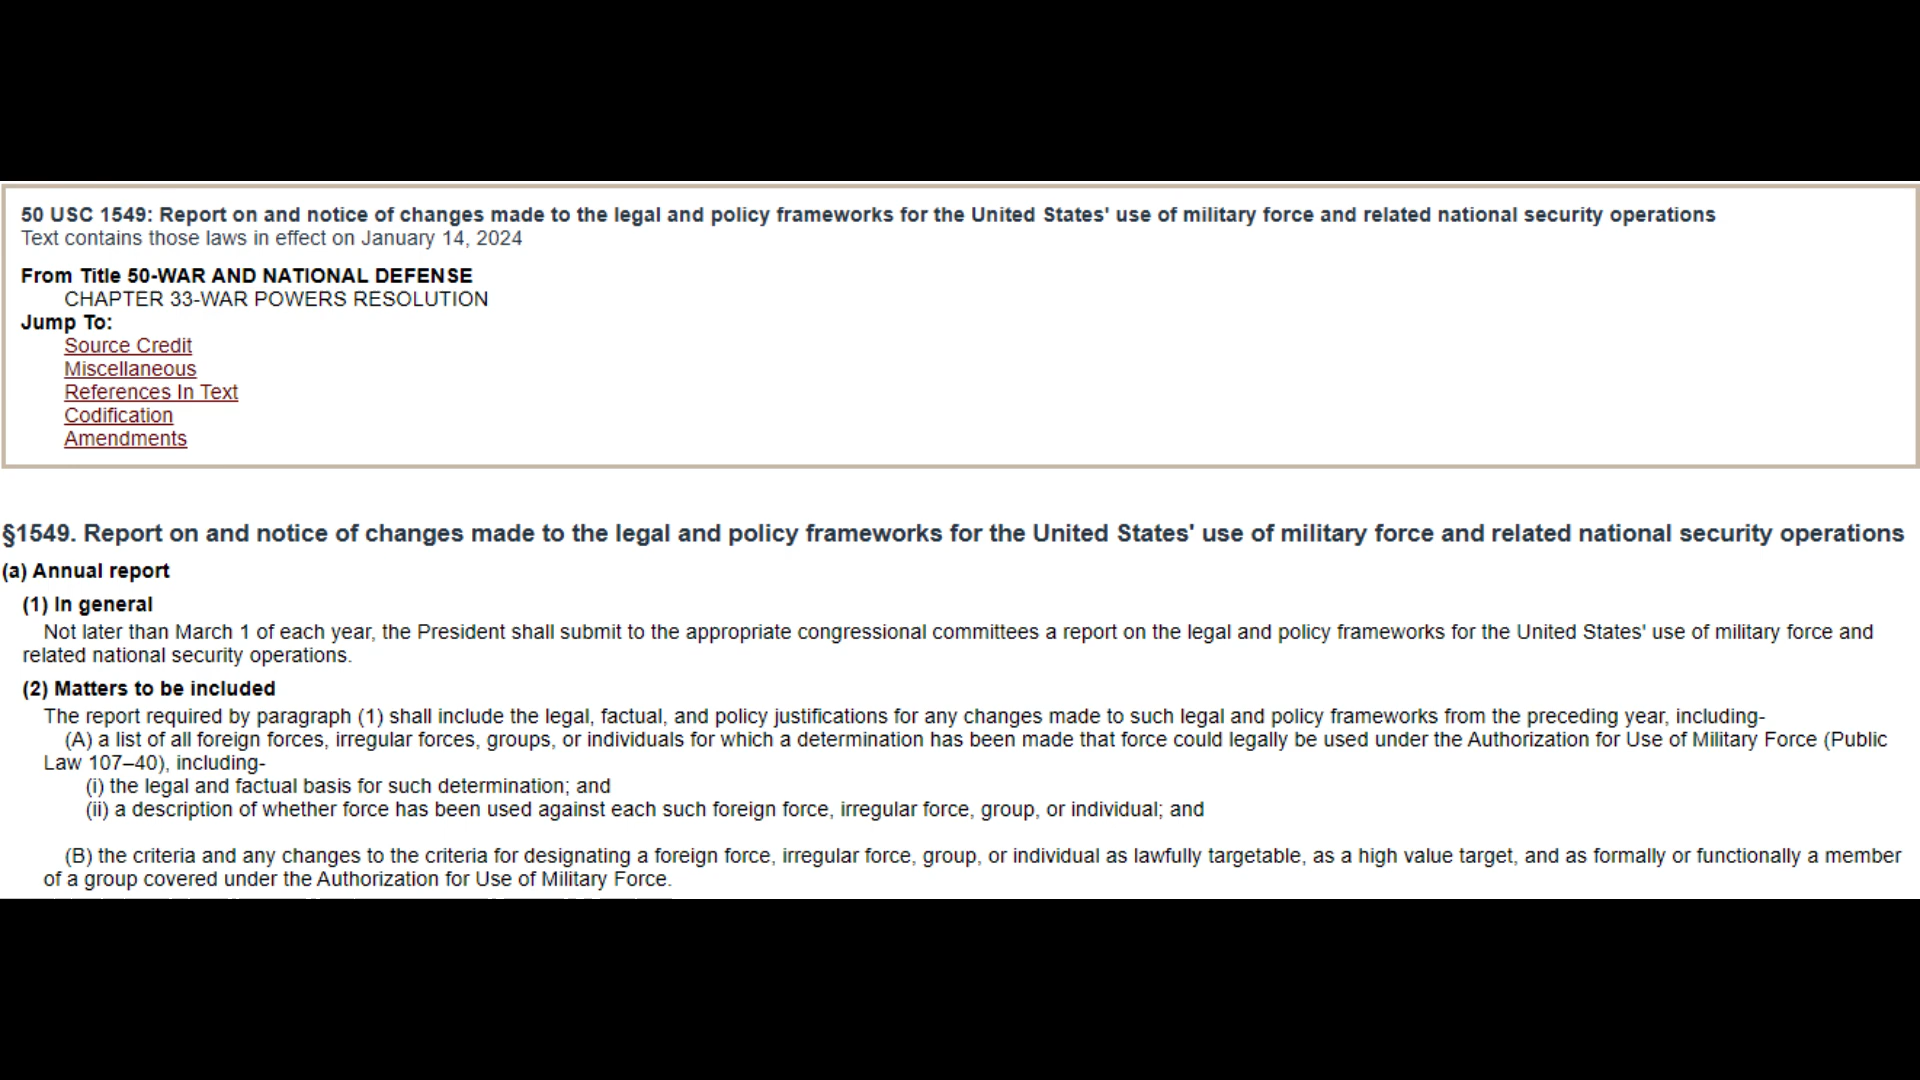 50 USC 1549: Report on and notice of changes made to the legal and policy frameworks for the United States' use of military force and related national security operations
Text contains those laws in effect on January 14, 2024
From Title 50-WAR AND NATIONAL DEFENSE
CHAPTER 33-WAR POWERS RESOLUTION
Jump To:
Source Credit
Miscellaneous
References In Text
Codification
Amendments
§1549. Report on and notice of changes made to the legal and policy frameworks for the United States' use of military force and related national security operations
(a) Annual report
(1) In general
Not later than March 1 of each year, the President shall submit to the appropriate congressional committees a report on the legal and policy frameworks for the United States' use of military force and
related national security operations.
(2) Matters to be included
The report required by paragraph (1) shall include the legal, factual, and policy justifications for any changes made to such legal and policy frameworks from the preceding year, including-
(A) a list of all foreign forces, irregular forces, groups, or individuals for which a determination has been made that force could legally be used under the Authorization for Use of Military Force (Public
Law 107–40), including-
(i) the legal and factual basis for such determination; and
(ii) a description of whether force has been used against each such foreign force, irregular force, group, or individual; and
(B) the criteria and any changes to the criteria for designating a foreign force, irregular force, group, or individual as lawfully targetable, as a high value target, and as formally or functionally a member
of a group covered under the Authorization for Use of Military Force.